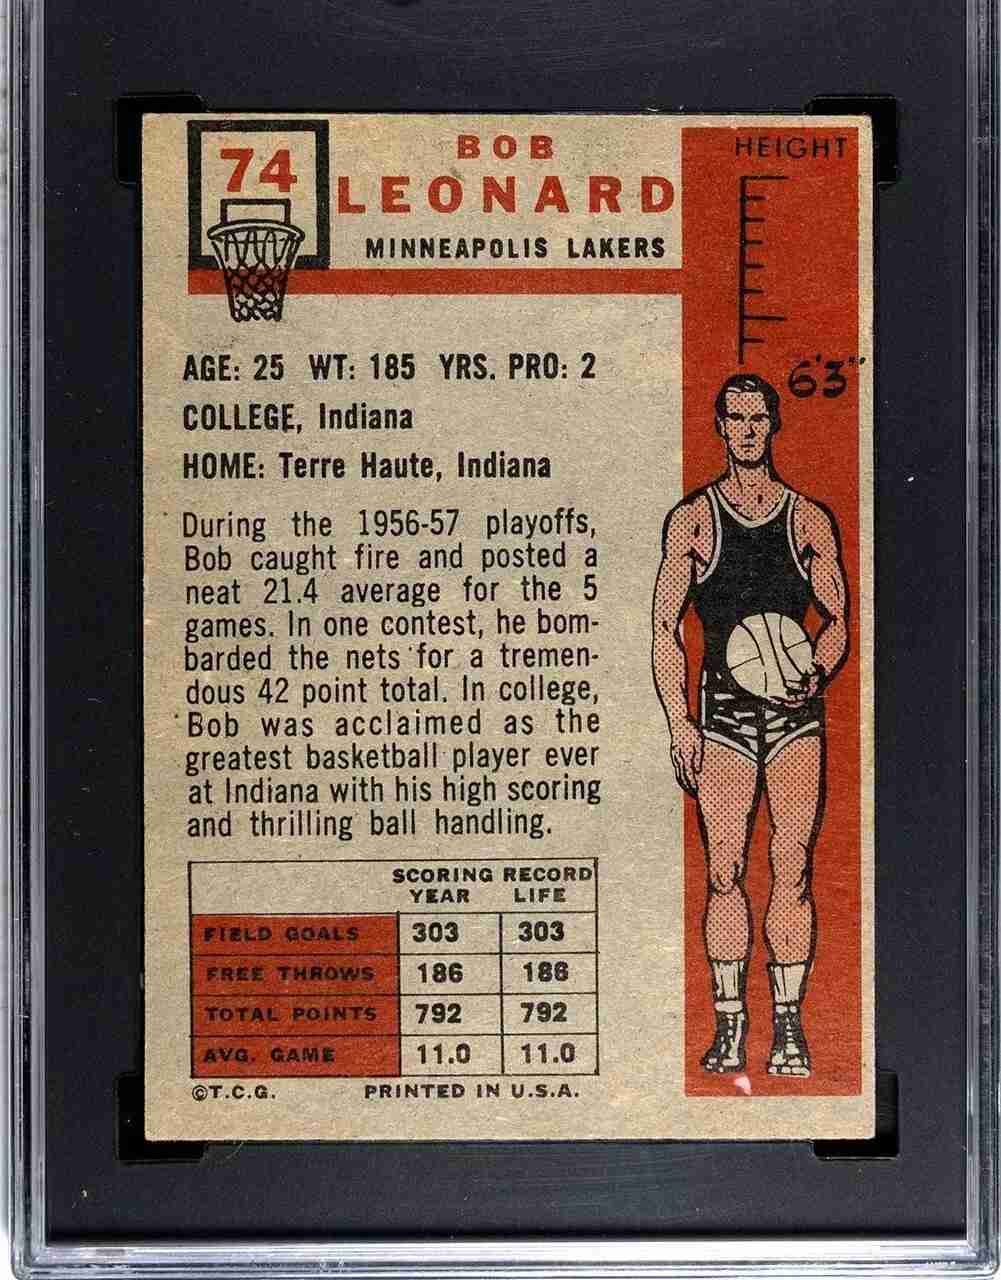 74
BOB
LEONARD
MINNEAPOLIS LAKERS
HEIGHT
6'3"
AGE: 25 WT: 185 YRS. PRO: 2
COLLEGE, Indiana
HOME: Terre Haute, Indiana
During the 1956-57 playoffs,
Bob caught fire and posted a
neat 21.4 average for the 5
games. In one contest, he bom-
barded the nets for a tremen-
dous 42 point total. In college,
Bob was acclaimed as the
greatest basketball player ever
at Indiana with his high scoring
and thrilling ball handling.
SCORING RECORD
YEAR LIFE
FIELD GOALS 303 303
FREE THROWS 186 186
TOTAL POINTS 792 792
AVG. GAME 11.0 11.0
©T.C.G. PRINTED IN U.S.A.